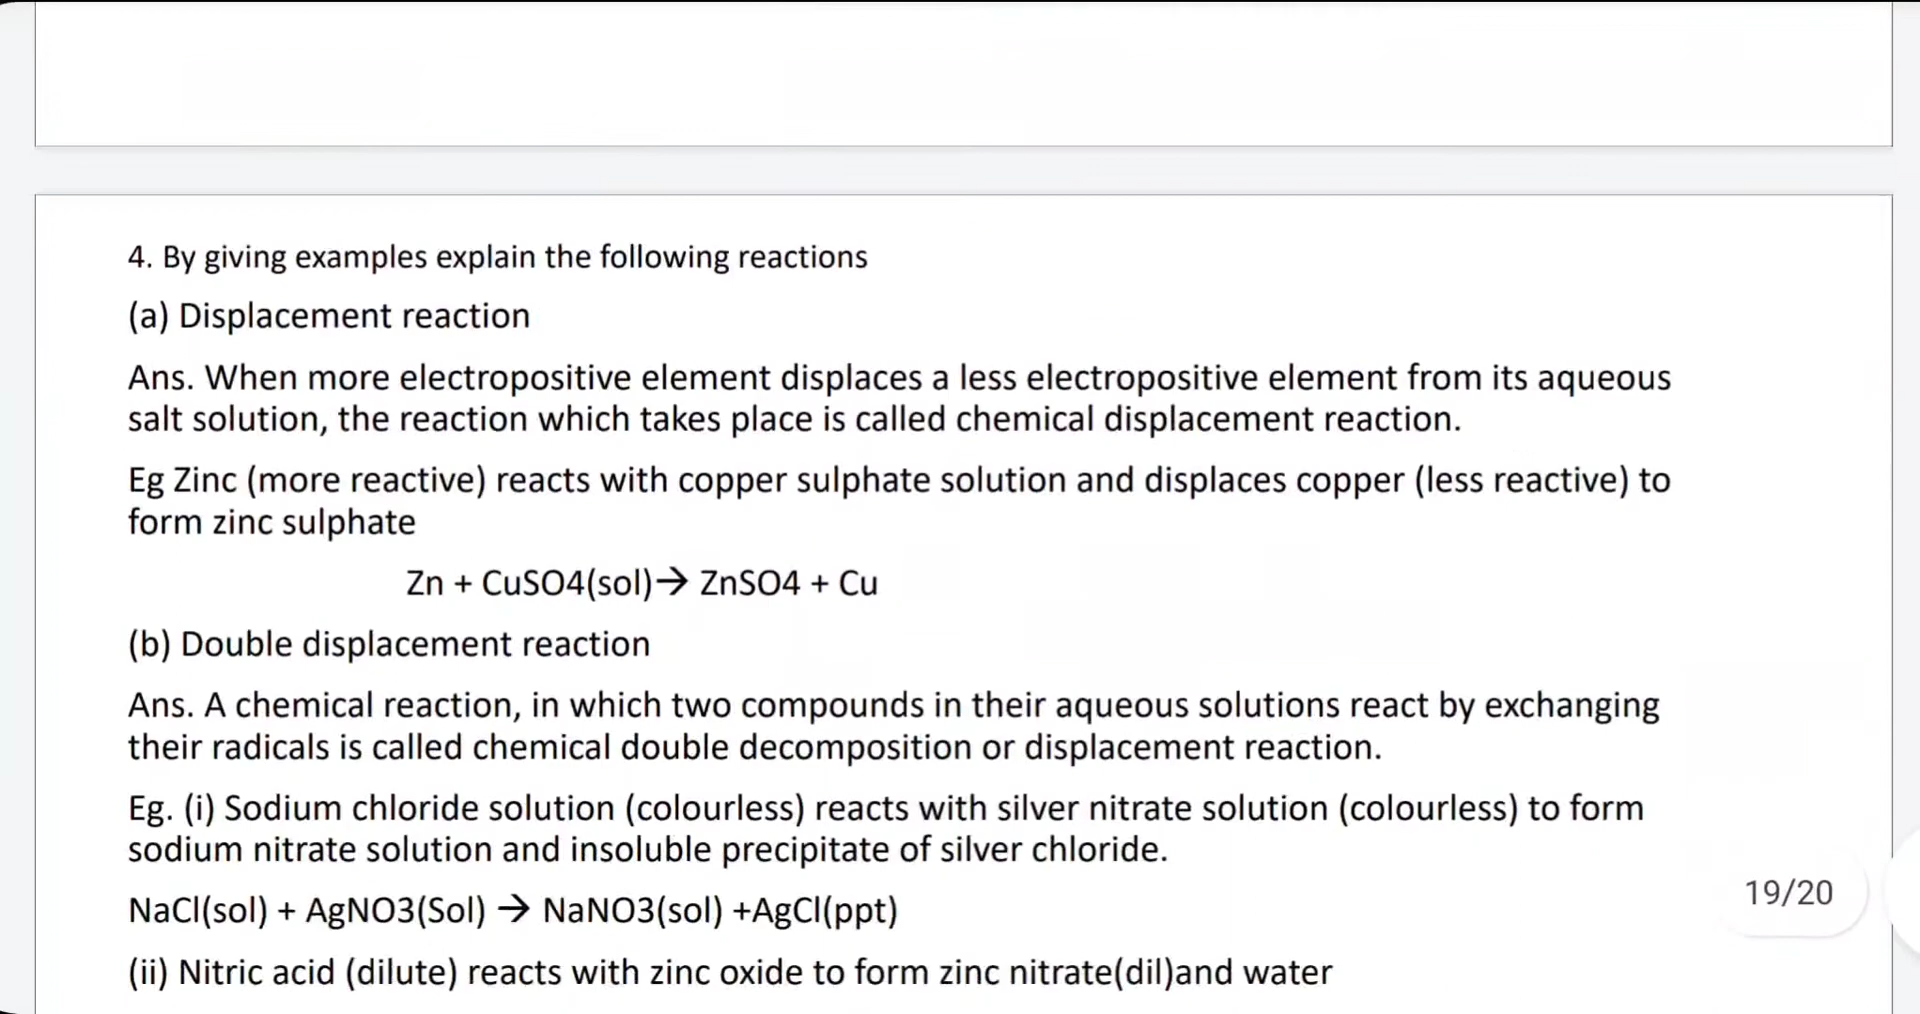 4. By giving examples explain the following reactions
(a) Displacement reaction
Ans. When more electropositive element displaces a less electropositive element from its aqueous
salt solution, the reaction which takes place is called chemical displacement reaction.
Eg Zinc (more reactive) reacts with copper sulphate solution and displaces copper (less reactive) to
form zinc sulphate
Zn + CuSO4(sol)→ ZnSO4 + Cu
(b) Double displacement reaction
Ans. A chemical reaction, in which two compounds in their aqueous solutions react by exchanging
their radicals is called chemical double decomposition or displacement reaction.
Eg. (i) Sodium chloride solution (colourless) reacts with silver nitrate solution (colourless) to form
sodium nitrate solution and insoluble precipitate of silver chloride.
19/20
NaCl(sol) + AgNO3(Sol) → NaNO3(sol) +AgCl(ppt)
(ii) Nitric acid (dilute) reacts with zinc oxide to form zinc nitrate(dil)and water